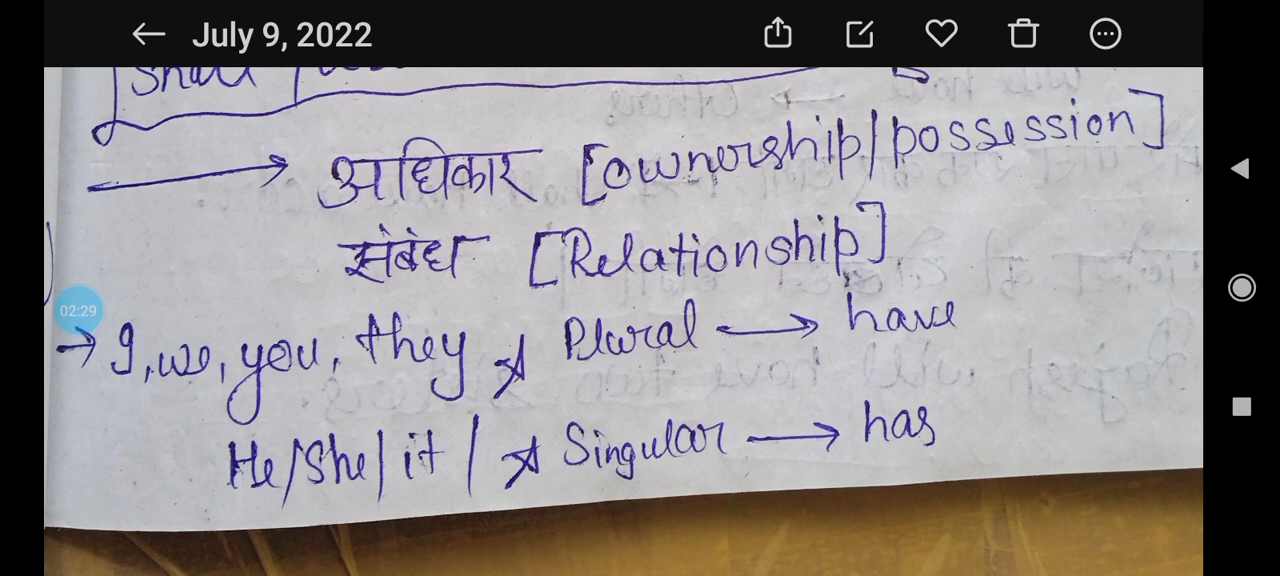 July 9, 2022
shall
→ अधिकार [ownership/possession]
संबंध [Relationship]
02:29
→ I, we, you, they ☆ Plural → have
He/She/it / ☆ Singular → has